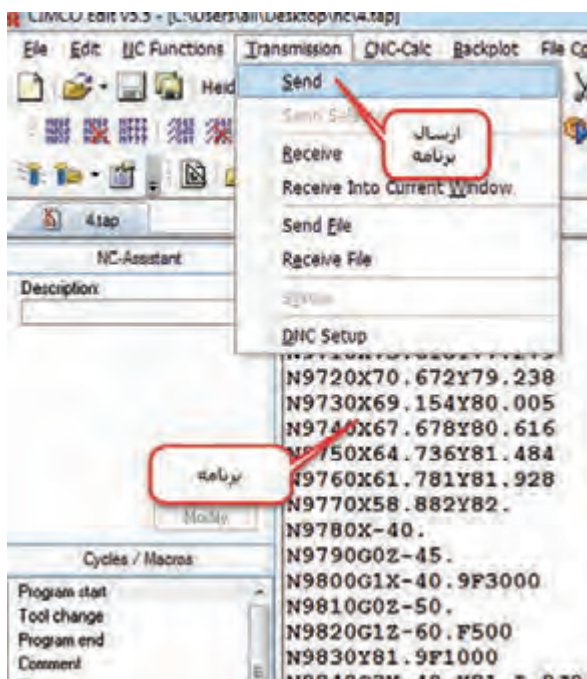 CIMCO Edit v5.5 - [C:\Users\ali\Desktop\nc\4.tap]
File Edit NC Functions Transmission CNC-Calc Backplot File
Heid
Send
ارسال
برنامه
Receive
Receive Into Current Window
Send File
Receive File
DNC Setup
4.tap
NC-Assistant
Description:
N9720X70.672Y79.238
N9730X69.154Y80.005
N9740X67.678Y80.616
N9750X64.736Y81.484
برنامه
N9760X61.781Y81.928
N9770X58.882Y82.
Modify
N9780X-40.
N9790G0Z-45.
Cycles / Macros
N9800G1X-40.9F3000
Program start
N9810G0Z-50.
Tool change
N9820G1Z-60.F500
Program end
N9830Y81.9F1000
Comment